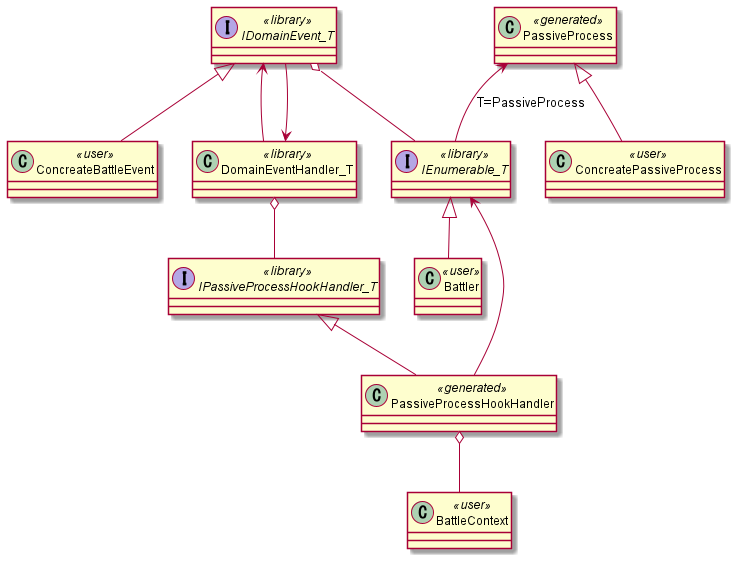 I
«library»
IDomainEvent_T
C
«generated»
PassiveProcess
T=PassiveProcess
C
«user»
ConcreateBattleEvent
C
«library»
DomainEventHandler_T
I
«library»
IEnumerable_T
C
«user»
ConcreatePassiveProcess
I
«library»
IPassiveProcessHookHandler_T
C
«user»
Battler
C
«generated»
PassiveProcessHookHandler
C
«user»
BattleContext